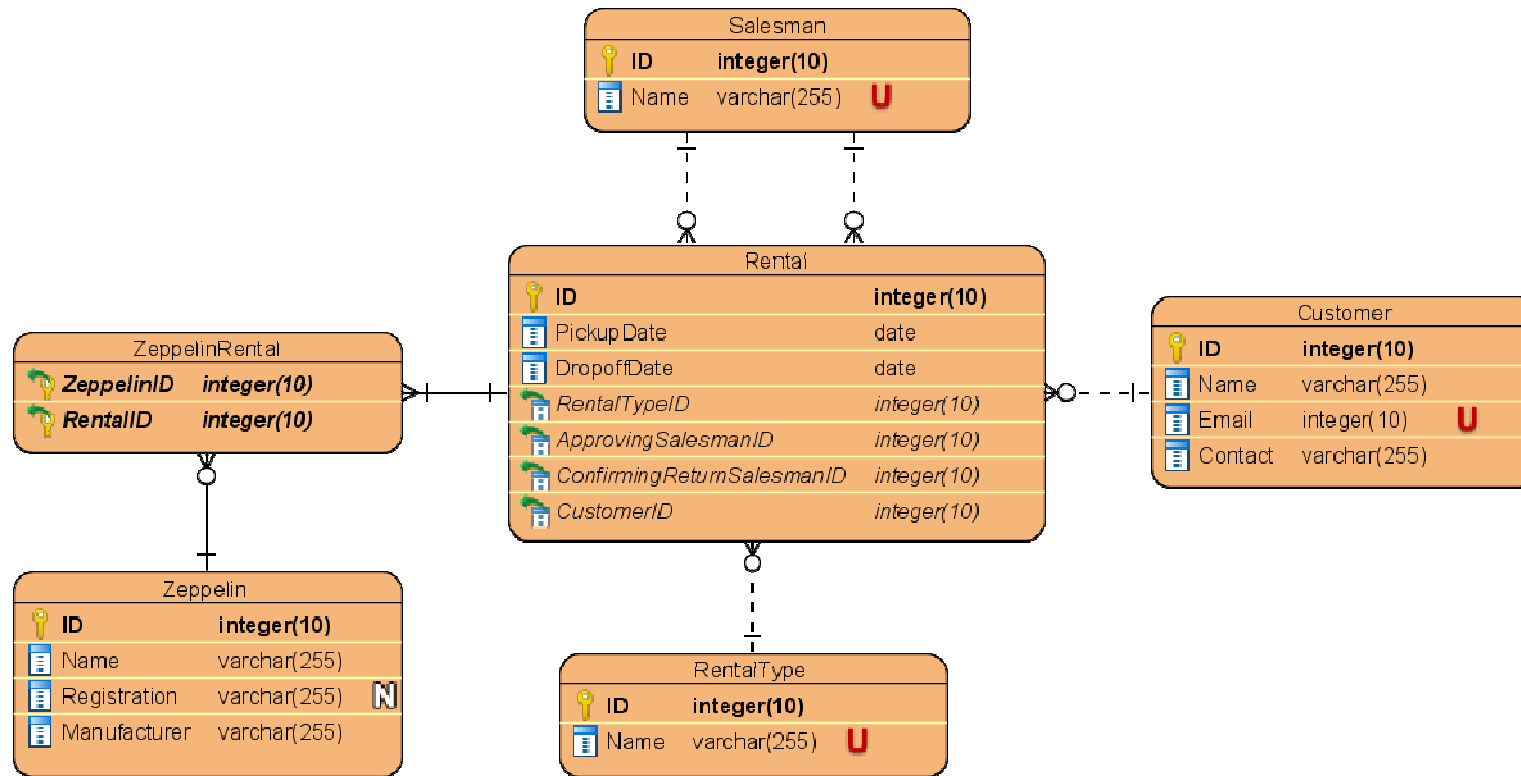 Salesman
ID integer(10)
Name varchar(255) U
Rental
ID integer(10)
PickupDate date
DropoffDate date
RentalTypeID integer(10)
ApprovingSalesmanID integer(10)
ConfirmingReturnSalesmanID integer(10)
CustomerID integer(10)
Customer
ID integer(10)
Name varchar(255)
Email integer(10) U
Contact varchar(255)
ZeppelinRental
ZeppelinID integer(10)
RentalID integer(10)
Zeppelin
ID integer(10)
Name varchar(255)
Registration varchar(255) N
Manufacturer varchar(255)
RentalType
ID integer(10)
Name varchar(255) U